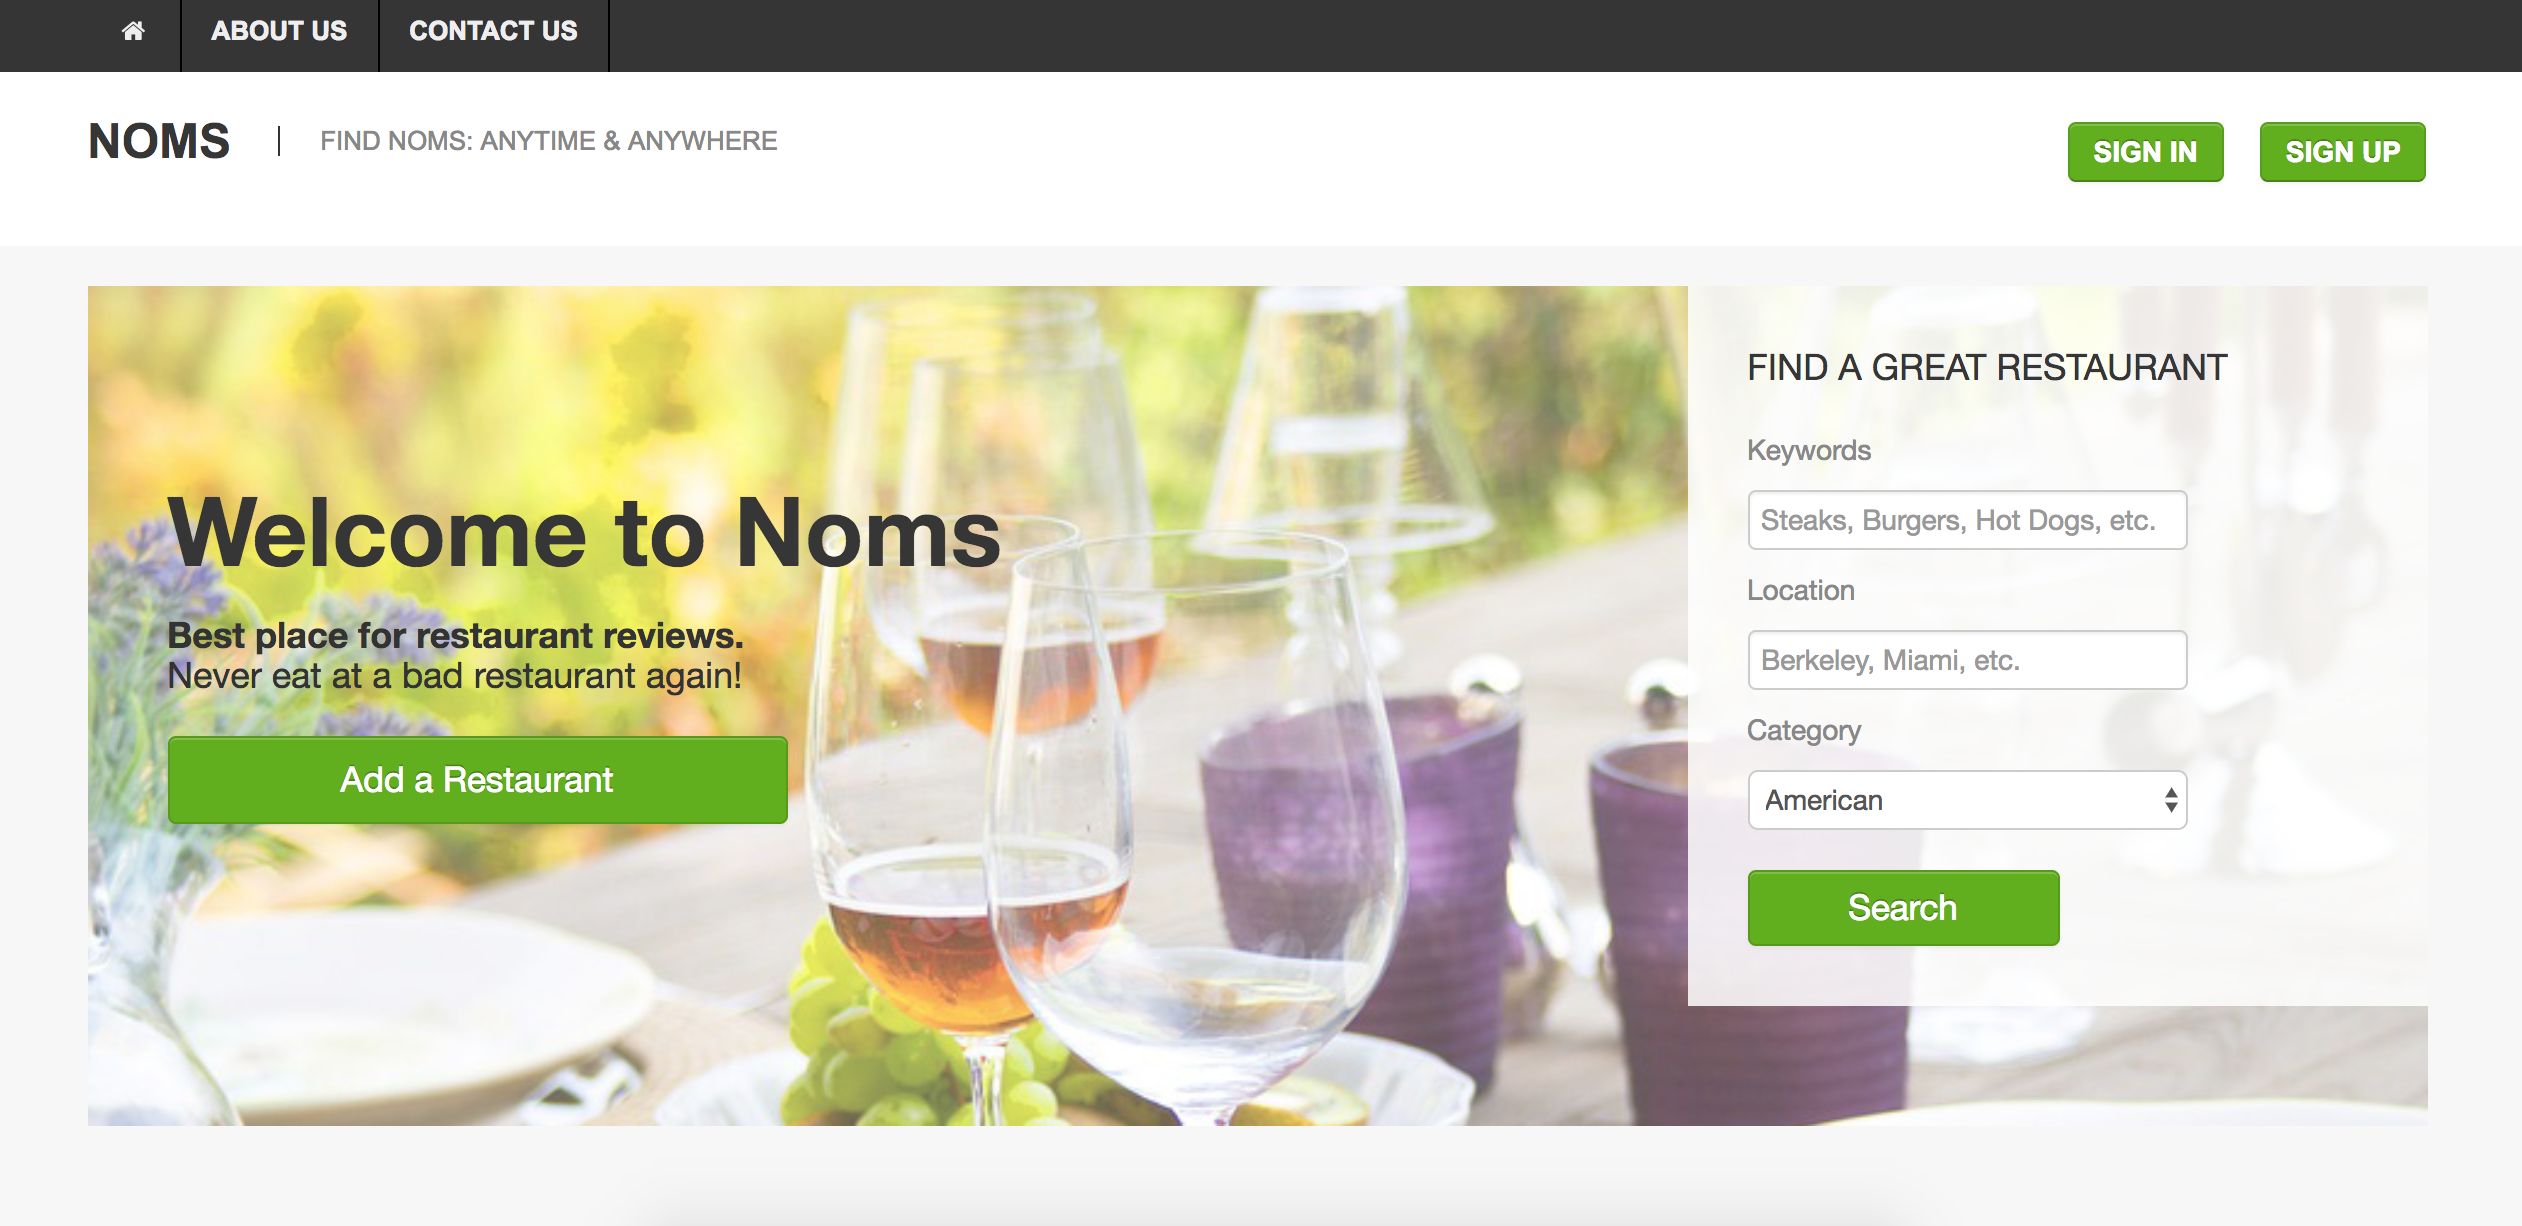 ABOUT US
CONTACT US
NOMS
FIND NOMS: ANYTIME & ANYWHERE
SIGN IN
SIGN UP
Welcome to Noms
Best place for restaurant reviews.
Never eat at a bad restaurant again!
Add a Restaurant
FIND A GREAT RESTAURANT
Keywords
Steaks, Burgers, Hot Dogs, etc.
Location
Berkeley, Miami, etc.
Category
American
Search